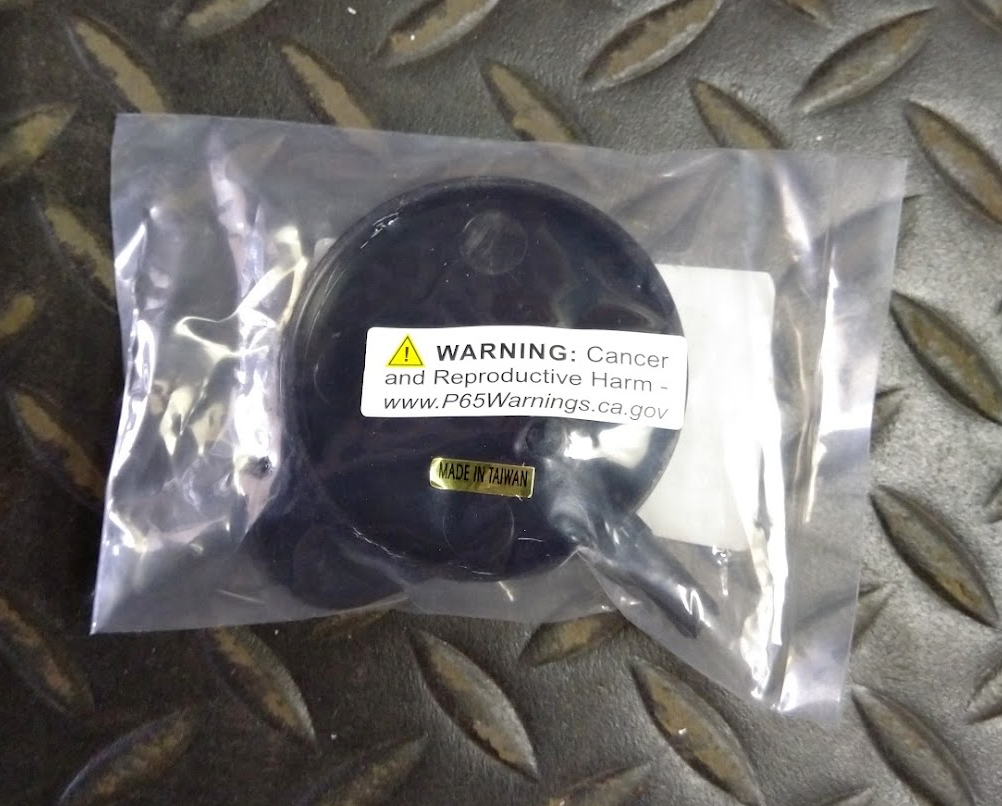 WARNING: Cancer
and Reproductive Harm -
www.P65Warnings.ca.gov
MADE IN TAIWAN